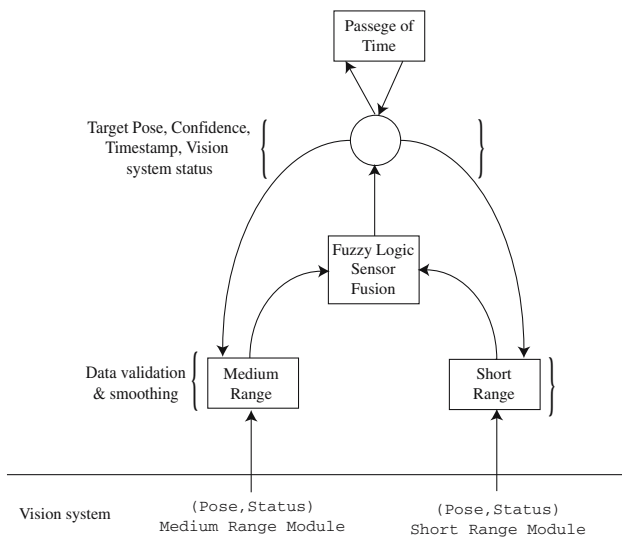 Passege of
Time
Target Pose, Confidence,
Timestamp, Vision
system status
Fuzzy Logic
Sensor
Fusion
Data validation
& smoothing
Medium
Range
Short
Range
Vision system
(Pose,Status)
Medium Range Module
(Pose,Status)
Short Range Module